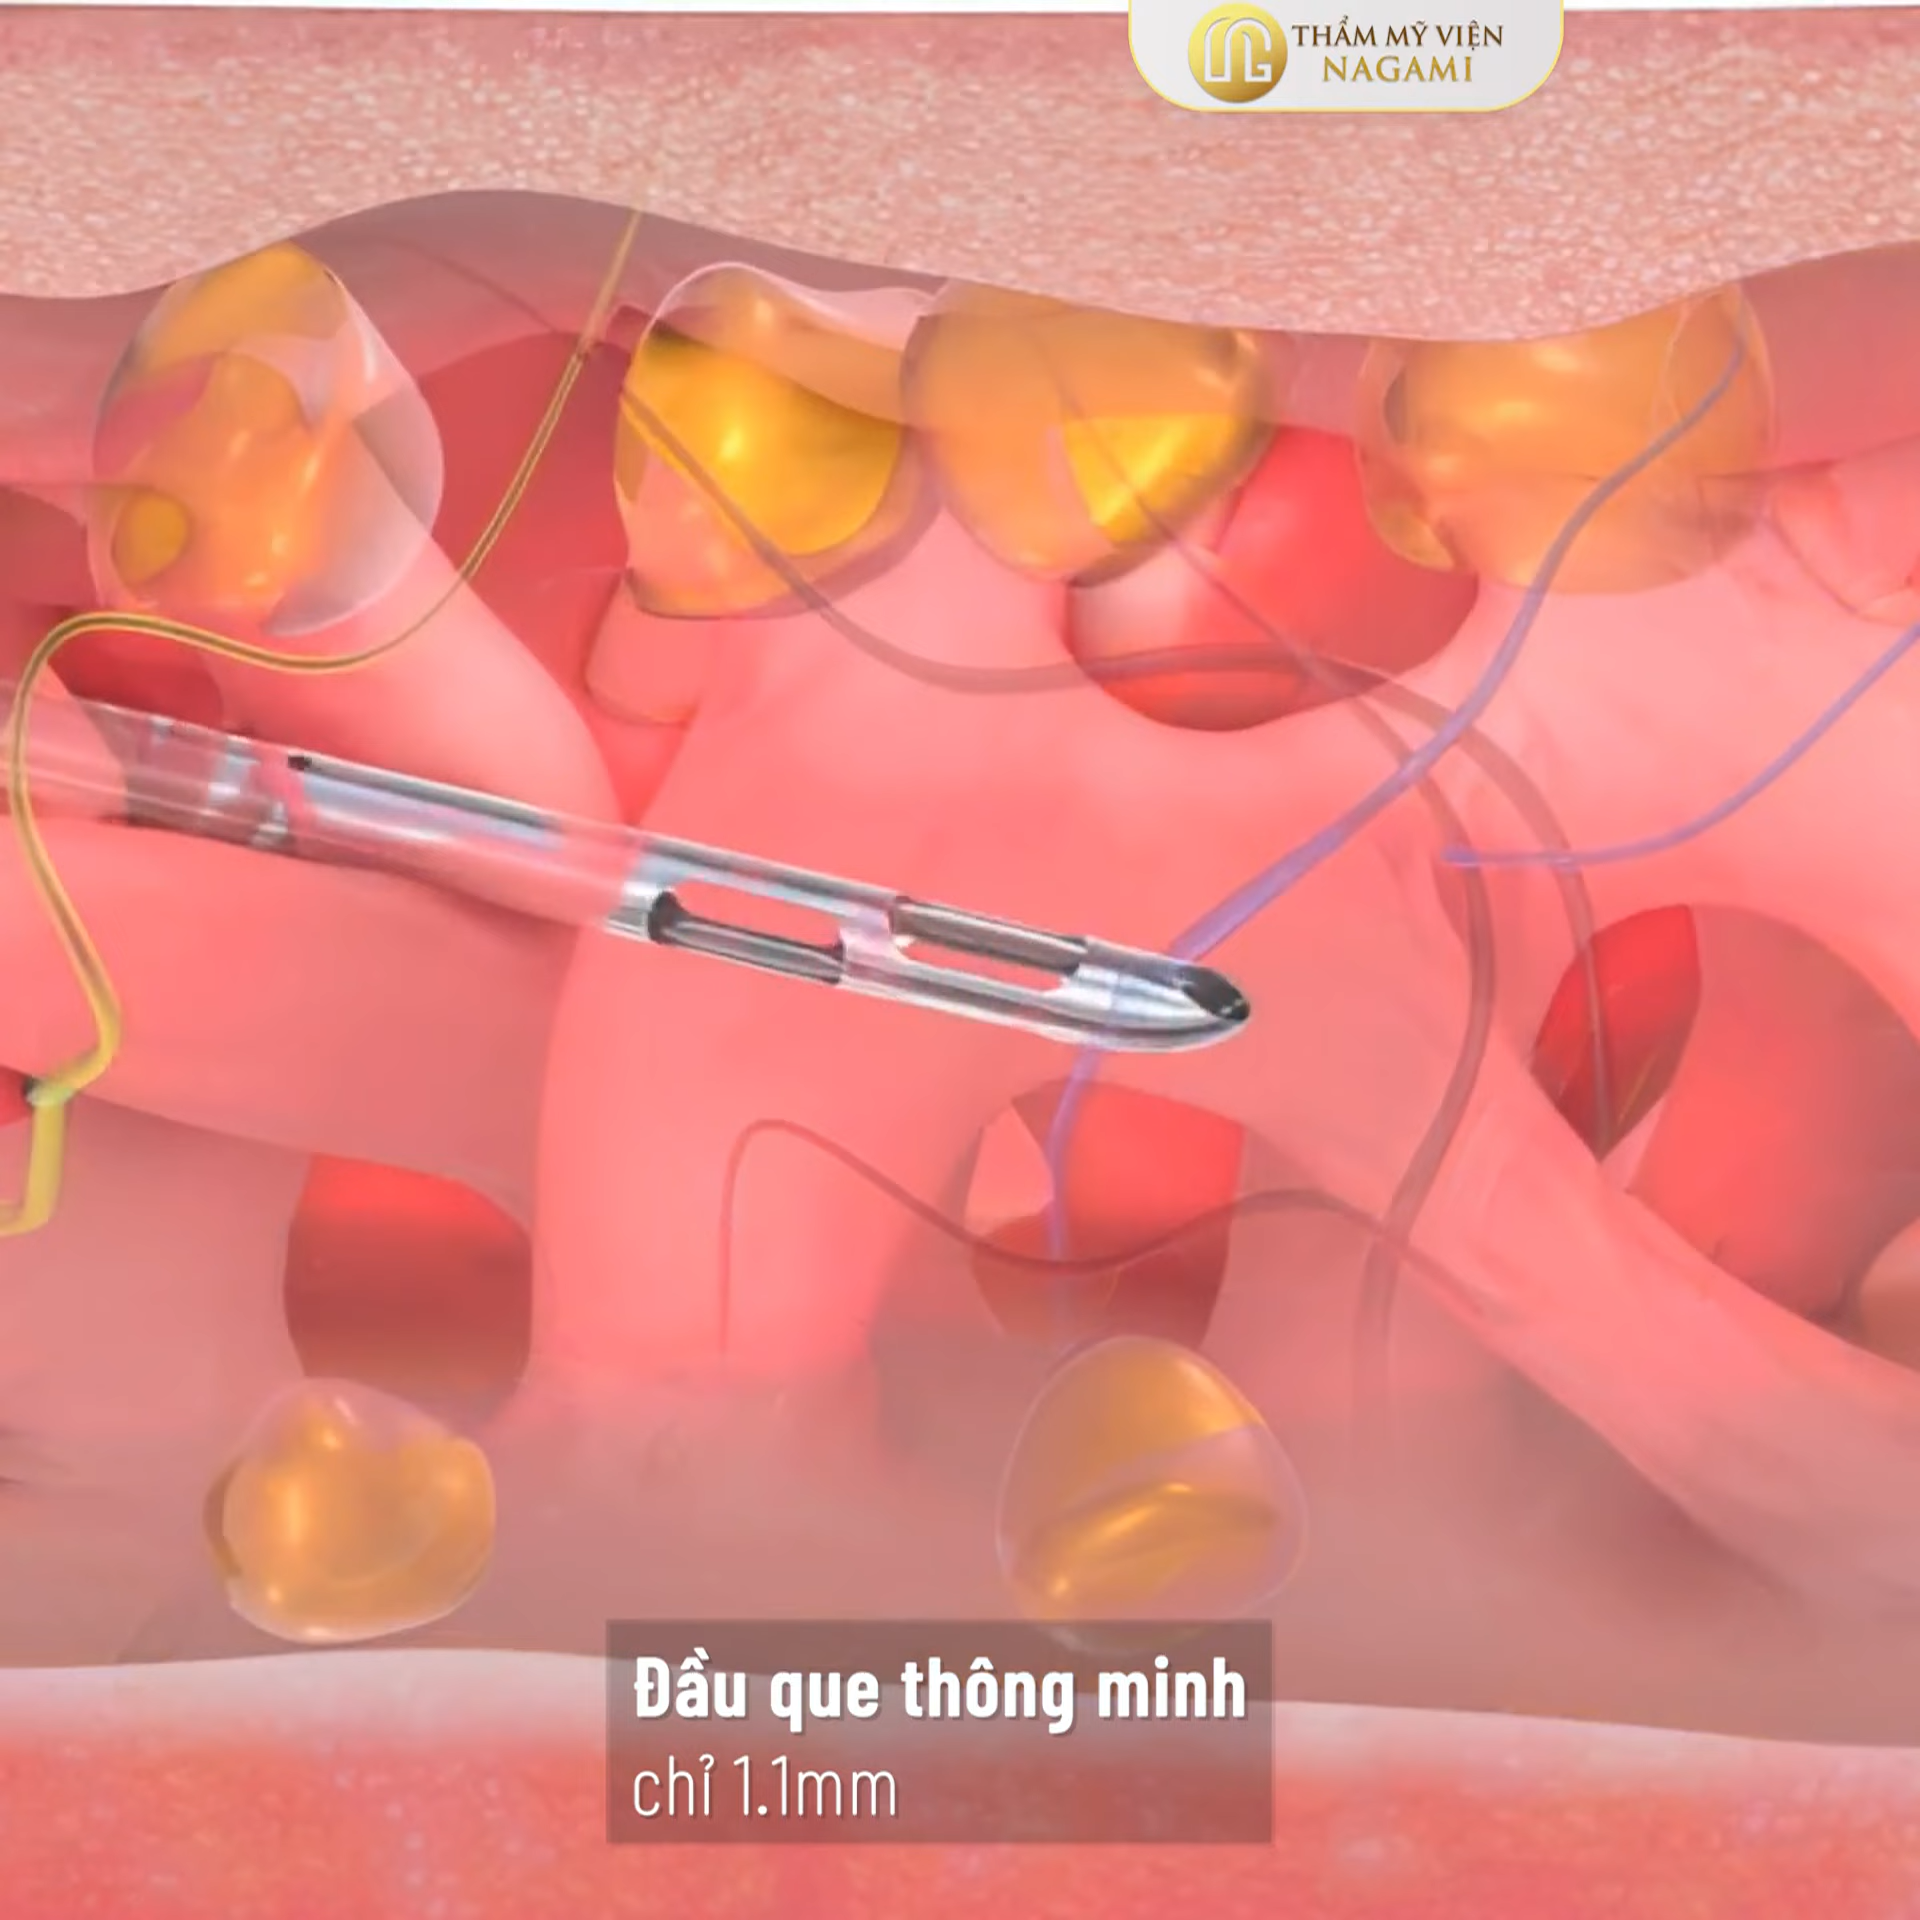 THẨM MỸ VIỆN
NAGAMI
Đầu que thông minh
chỉ 1.1mm